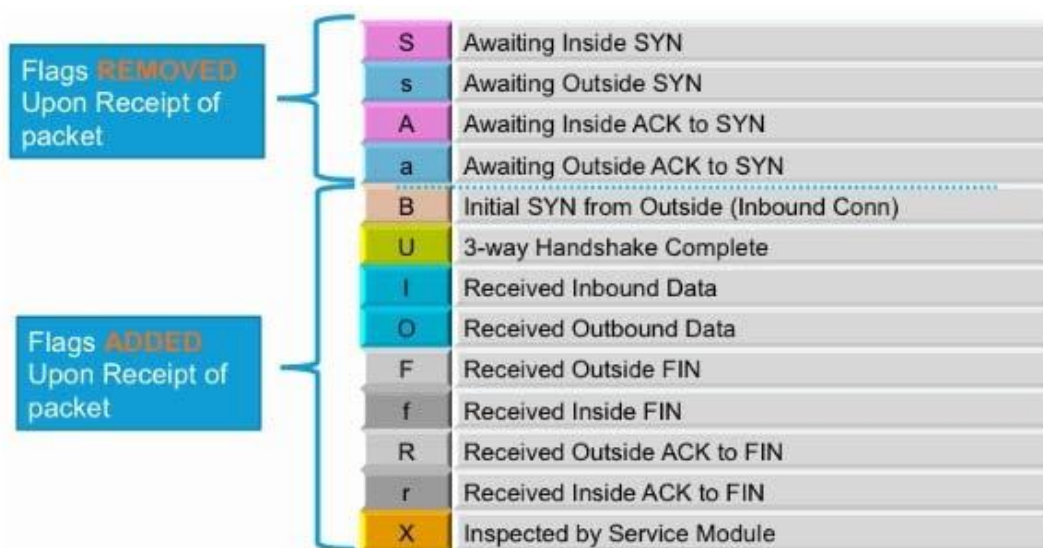 Flags REMOVED
Upon Receipt of
packet
S Awaiting Inside SYN
s Awaiting Outside SYN
A Awaiting Inside ACK to SYN
a Awaiting Outside ACK to SYN
Flags ADDED
Upon Receipt of
packet
B Initial SYN from Outside (Inbound Conn)
U 3-way Handshake Complete
I Received Inbound Data
O Received Outbound Data
F Received Outside FIN
f Received Inside FIN
R Received Outside ACK to FIN
r Received Inside ACK to FIN
X Inspected by Service Module